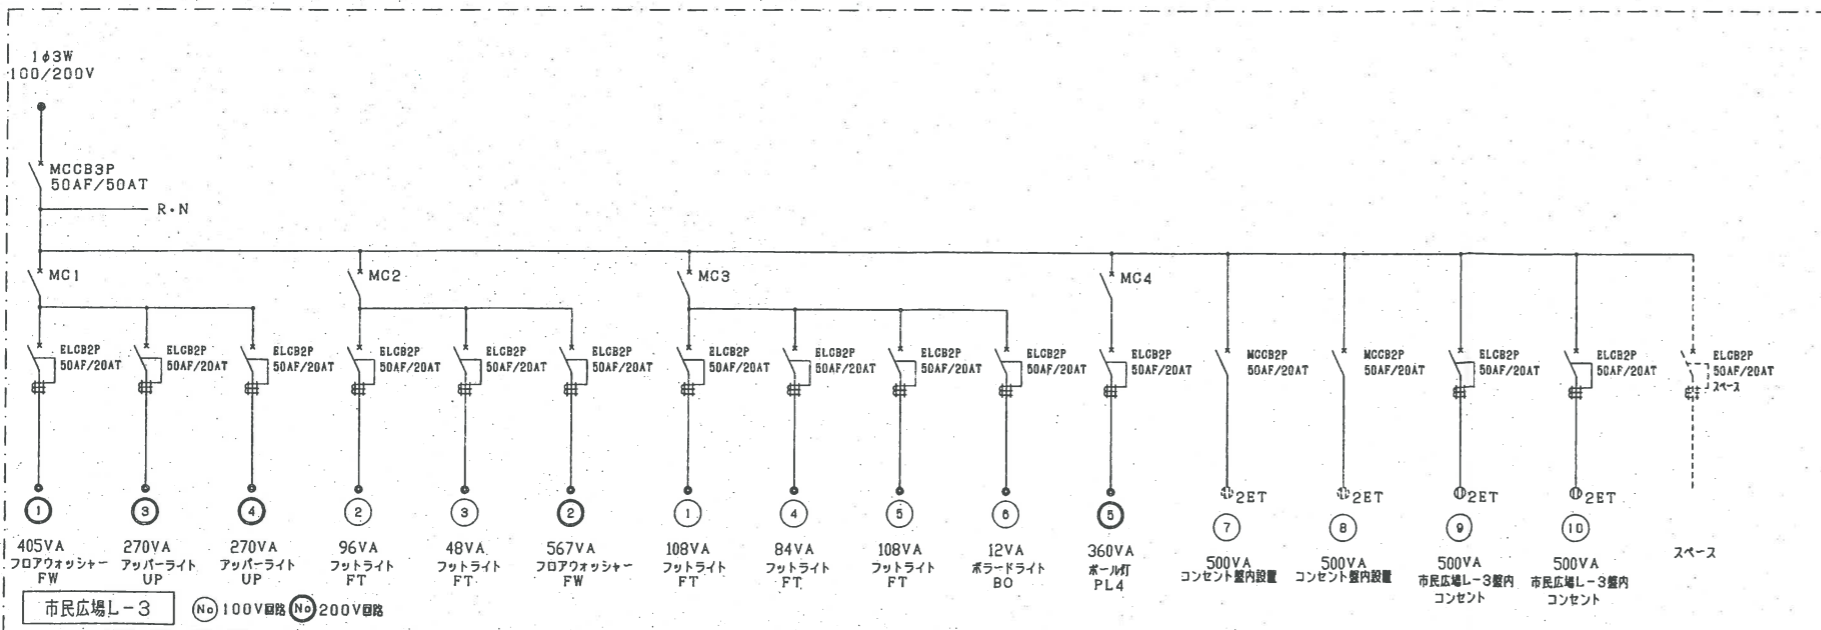 1φ3W
100/200V
MCCB3P
50AF/50AT
R・N
MC1
MC2
MC3
MC4
ELCB2P
50AF/20AT
ELCB2P
50AF/20AT
ELCB2P
50AF/20AT
ELCB2P
50AF/20AT
ELCB2P
50AF/20AT
ELCB2P
50AF/20AT
ELCB2P
50AF/20AT
ELCB2P
50AF/20AT
ELCB2P
50AF/20AT
ELCB2P
50AF/20AT
ELCB2P
50AF/20AT
MCCB2P
50AF/20AT
MCCB2P
50AF/20AT
ELCB2P
50AF/20AT
ELCB2P
50AF/20AT
ELCB2P
50AF/20AT
スペース
1
405VA
フロアウォッシャー
FW
3
270VA
アッパーライト
UP
4
270VA
アッパーライト
UP
2
96VA
フットライト
FT
3
48VA
フットライト
FT
2
567VA
フロアウォッシャー
FW
1
108VA
フットライト
FT
4
84VA
フットライト
FT
5
108VA
フットライト
FT
6
12VA
ボラードライト
BO
5
360VA
ポール灯
PL4
2ET
7
500VA
コンセント盤内設置
2ET
8
500VA
コンセント盤内設置
2ET
9
500VA
市民広場L-3盤内
コンセント
2ET
10
500VA
市民広場L-3盤内
コンセント
スペース
市民広場L-3
No 100V回路 No 200V回路